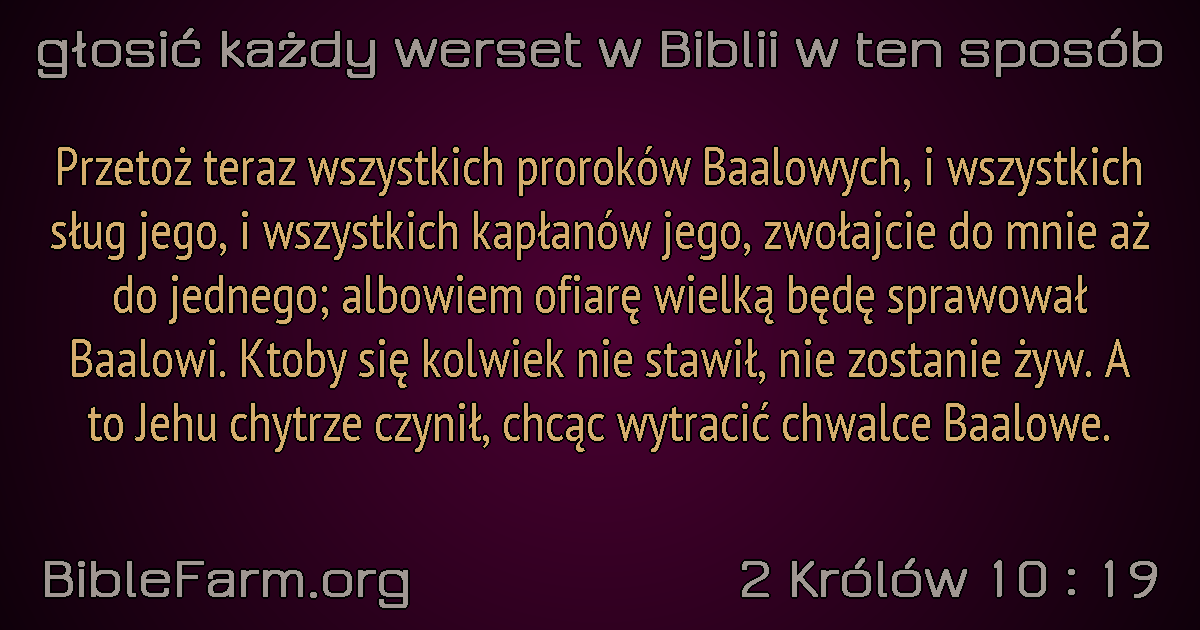 głosić każdy werset w Biblii w ten sposób
Przetoż teraz wszystkich proroków Baalowych, i wszystkich
sług jego, i wszystkich kapłanów jego, zwołajcie do mnie aż
do jednego; albowiem ofiarę wielką będę sprawował
Baalowi. Ktoby się kolwiek nie stawił, nie zostanie żyw. A
to Jehu chytrze czynił, chcąc wytracić chwalce Baalowe.
BibleFarm.org
2 Królów 10 : 19